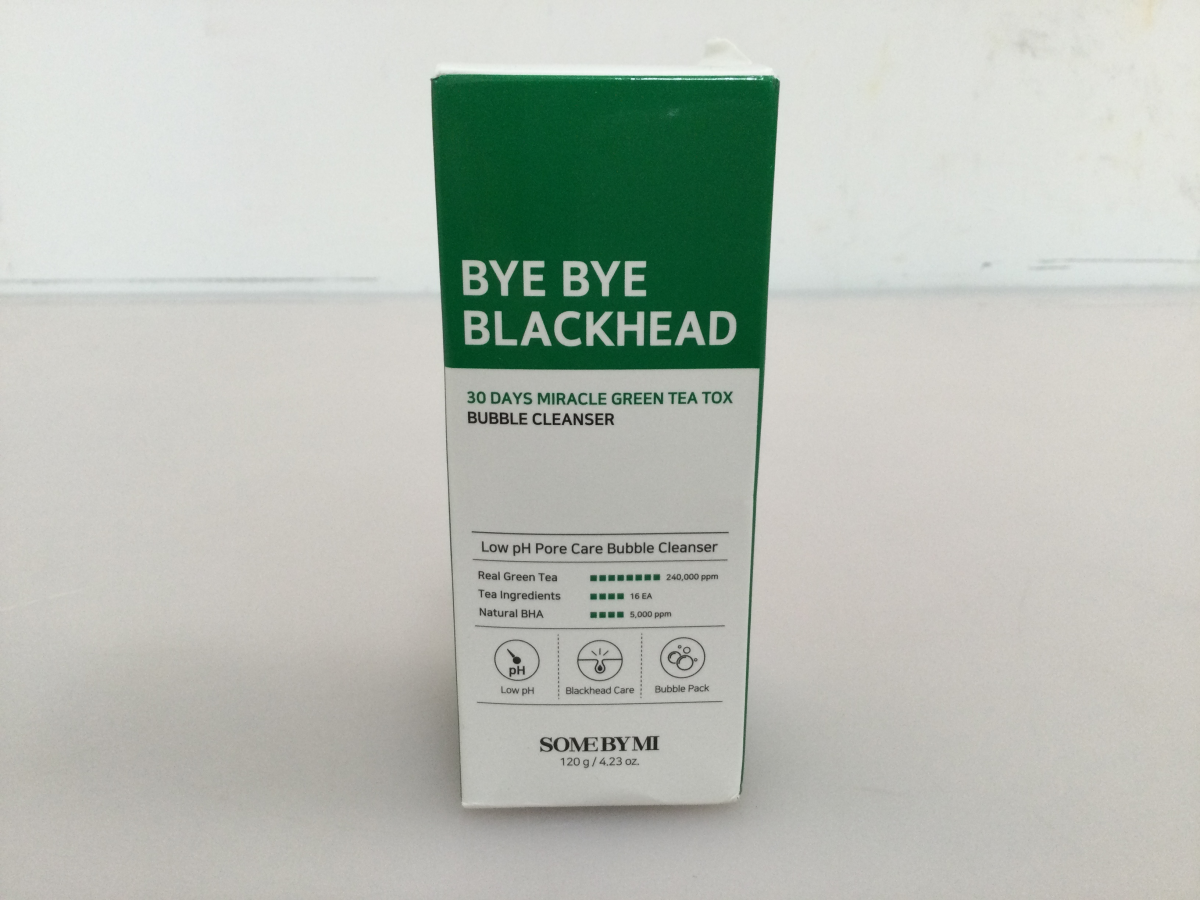 BYE BYE
BLACKHEAD
30 DAYS MIRACLE GREEN TEA TOX
BUBBLE CLEANSER
Low pH Pore Care Bubble Cleanser
Real Green Tea 240,000 ppm
Tea Ingredients 16 EA
Natural BHA 5,000 ppm
pH
Low pH Blackhead Care Bubble Pack
SOME BY MI
120 g / 4.23 oz.